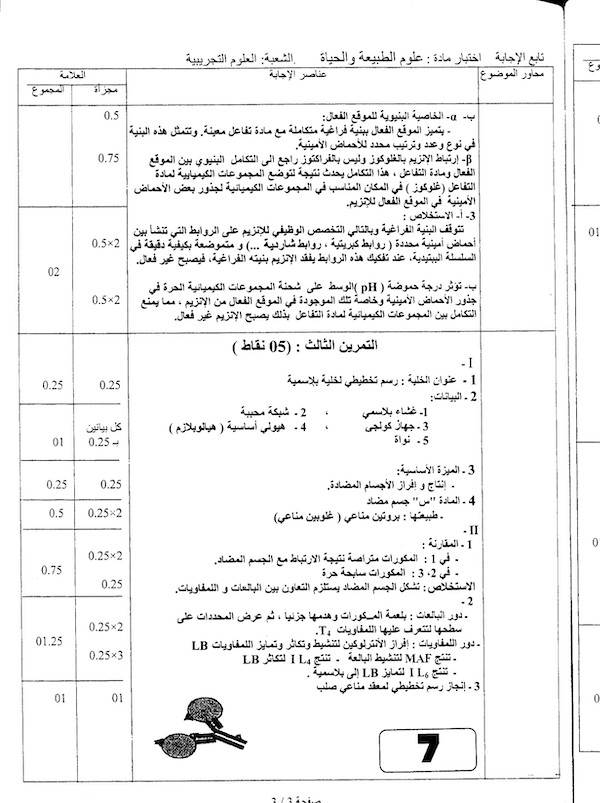 تابع الإجابة اختبار مادة : علوم الطبيعة والحياة .الشعبة: العلوم التجريبية
محاور الموضوع عناصر الإجابة العلامة
مجزأة المجموع
ب- α- الخاصية البنيوية للموقع الفعال: 0.5
- يتميز الموقع الفعال ببنية فراغية متكاملة مع مادة تفاعل معينة. وتتمثل هذه البنية
في نوع وعدد وترتيب محدد للأحماض الأمينية.
β- إرتباط الإنزيم بالغلوكوز وليس بالفراكتوز راجع الى التكامل البنيوي بين الموقع 0.75
الفعال ومادة التفاعل ، هذا التكامل يحدث نتيجة لتوضع المجموعات الكيميايية لمادة
التفاعل (غلوكوز ) في المكان المناسب في المجموعات الكيميائية لجذور بعض الأحماض
الأمينية في الموقع الفعال للإنزيم.
3- أ- الاستخلاص :
تتوقف البنية الفراغية وبالتالي التخصص الوظيفي للإنزيم على الروابط التي تنشأ بين
أحماض أمينية محددة ( روابط كبريتية ، روابط شاردية ...) و متموضعة بكيفية دقيقة في 0.5×2
السلسلة الببتيدية، عند تفكيك هذه الروابط يفقد الإنزيم بنيته الفراغية، فيصبح غير فعال.
02
ب- تؤثر درجة حموضة ( pH )الوسط على شحنة المجموعات الكيميائية الحرة في
جذور الأحماض الأمينية وخاصة تلك الموجودة في الموقع الفعال من الإنزيم ، مما يمنع 0.5×2
التكامل بين المجموعات الكيميائية لمادة التفاعل بذلك يصبح الإنزيم غير فعال.
التمرين الثالث : (05 نقاط )
I -
1 - عنوان الخلية : رسم تخطيطي لخلية بلاسمية 0.25 0.25
2 - البيانات:
1- غشاء بلاسمي ، 2 - شبكة محببة
3 - جهاز كولجي ، 4 - هيولي أساسية ( هيالوبلازم ) كل بيانين
5 - نواة بـ 0.25 01
3 - الميزة الأساسية:
- إنتاج و إفراز الأجسام المضادة. 0.25 0.25
4 - المادة "س" جسم مضاد
- طبيعتها : بروتين مناعي ( غلوبين مناعي) 0.25×2 0.5
II -
1 - المقارنة :
- في 1 : المكورات متراصة نتيجة الارتباط مع الجسم المضاد. 0.25×2
- في 2، 3 : المكورات سابحة حرة 0.75
الاستخلاص: تشكل الجسم المضاد يستلزم التعاون بين البالعات و اللمفاويات. 0.25
2 -
- دور البالعات : بلعمة المكورات وهدمها جزئيا ، ثم عرض المحددات على 0.25×2
سطحها لتتعرف عليها اللمفاويات T4.
- دور اللمفاويات : إفراز الأنترلوكين لتنشيط وتكاثر وتمايز اللمفاويات LB 01.25
- تنتج MAF لتنشيط البالعة - تنتج I L4 لتكاثر LB 0.25×3
- تنتج I L6 لتمايز LB إلى بلاسمية .
3 - إنجاز رسم تخطيطي لمعقد مناعي صلب 01 01
7
صفحة 3 / 3